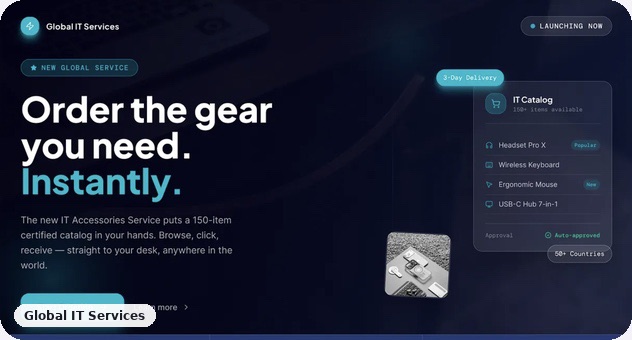 Global IT Services
LAUNCHING NOW
NEW GLOBAL SERVICE
Order the gear
you need.
Instantly.
The new IT Accessories Service puts a 150-item
certified catalog in your hands. Browse, click,
receive — straight to your desk, anywhere in the
world.
more
Global IT Services
3-Day Delivery
IT Catalog
150+ items available
Headset Pro X
Popular
Wireless Keyboard
Ergonomic Mouse
New
USB-C Hub 7-in-1
Approval
Auto-approved
50+ Countries